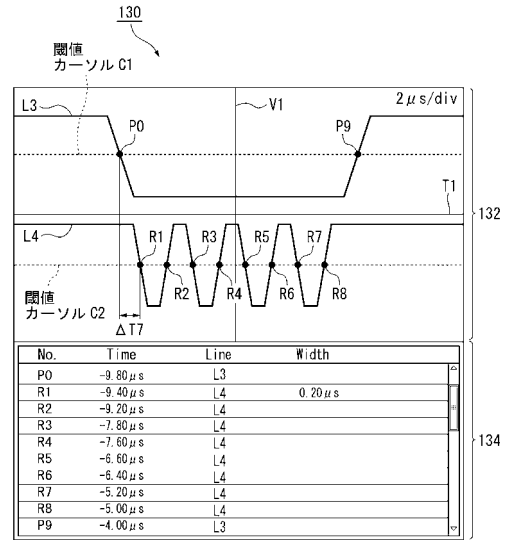 130
閾値
カーソル C1
L3
V1
2μs/div
P0
P9
T1
132
L4
R1
R3
R5
R7
R2
R4
R6
R8
閾値
カーソル C2
ΔT7
No. Time Line Width
P0 -9.80μs L3
R1 -9.40μs L4 0.20μs
R2 -9.20μs L4
R3 -7.80μs L4
R4 -7.60μs L4
R5 -6.60μs L4
R6 -6.40μs L4
R7 -5.20μs L4
R8 -5.00μs L4
P9 -4.00μs L3
134